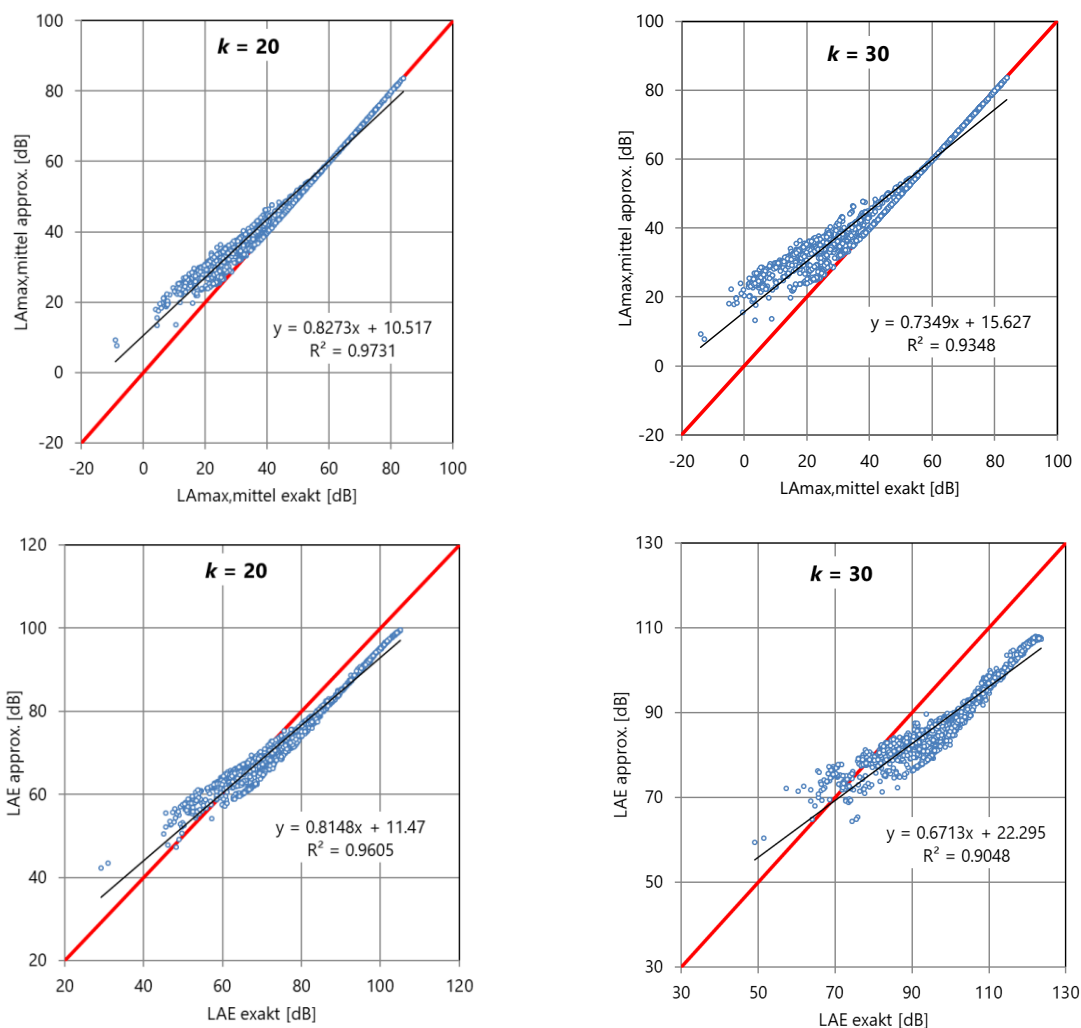 k = 20
LAmax,mittel approx. [dB]
100
80
60
40
20
0
-20
y = 0.8273x + 10.517
R² = 0.9731
-20 0 20 40 60 80 100
LAmax,mittel exakt [dB]
k = 30
LAmax,mittel approx. [dB]
100
80
60
40
20
0
-20
y = 0.7349x + 15.627
R² = 0.9348
-20 0 20 40 60 80 100
LAmax,mittel exakt [dB]
k = 20
LAE approx. [dB]
120
100
80
60
40
20
y = 0.8148x + 11.47
R² = 0.9605
20 40 60 80 100 120
LAE exakt [dB]
k = 30
LAE approx. [dB]
130
110
90
70
50
30
y = 0.6713x + 22.295
R² = 0.9048
30 50 70 90 110 130
LAE exakt [dB]